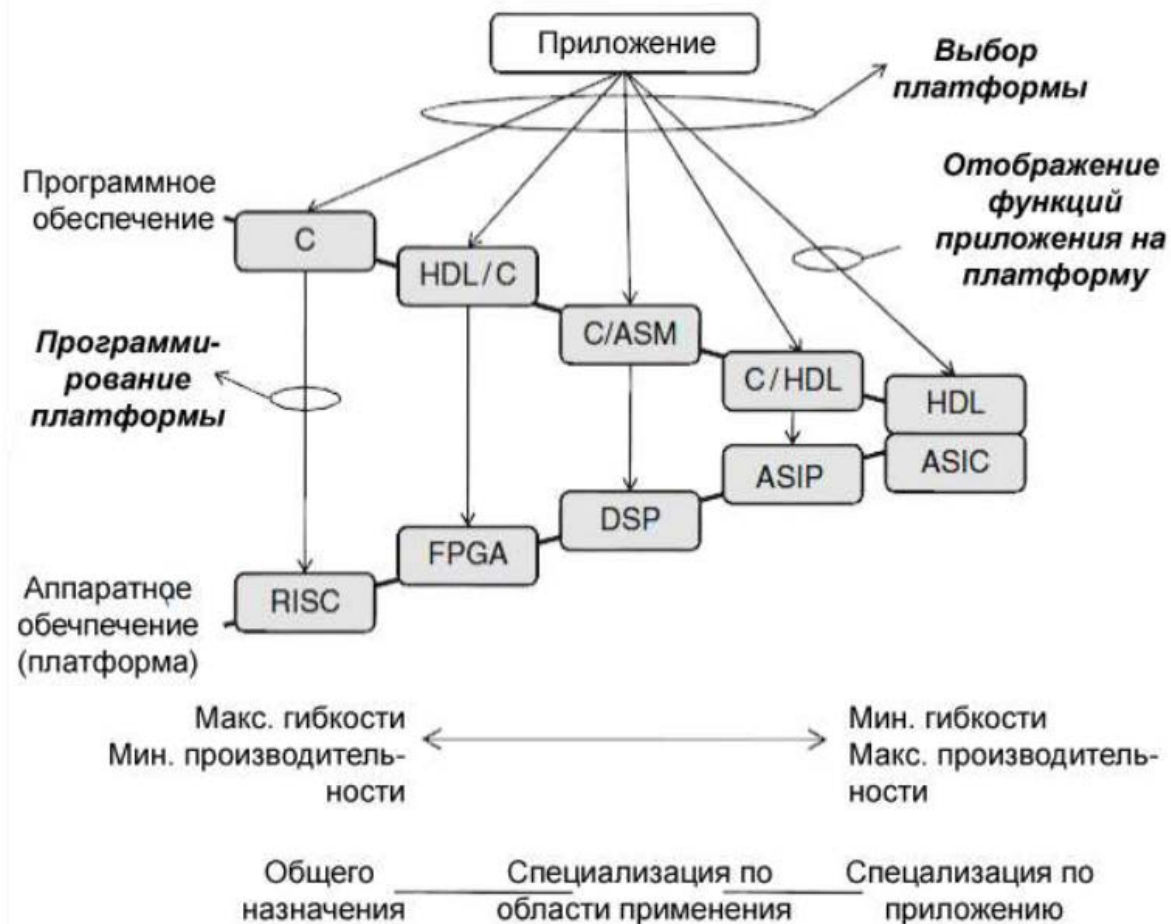 Приложение
Выбор
платформы
Отображение
функций
приложения на
платформу
Программное
обеспечение
C
HDL/C
C/ASM
C/HDL
HDL
Программи-
рование
платформы
ASIC
ASIP
DSP
FPGA
RISC
Аппаратное
обечпечение
(платформа)
Макс. гибкости
Мин. производитель-
ности
Мин. гибкости
Макс. производитель-
ности
Общего
назначения
Специализация по
области применения
Спецализация по
приложению